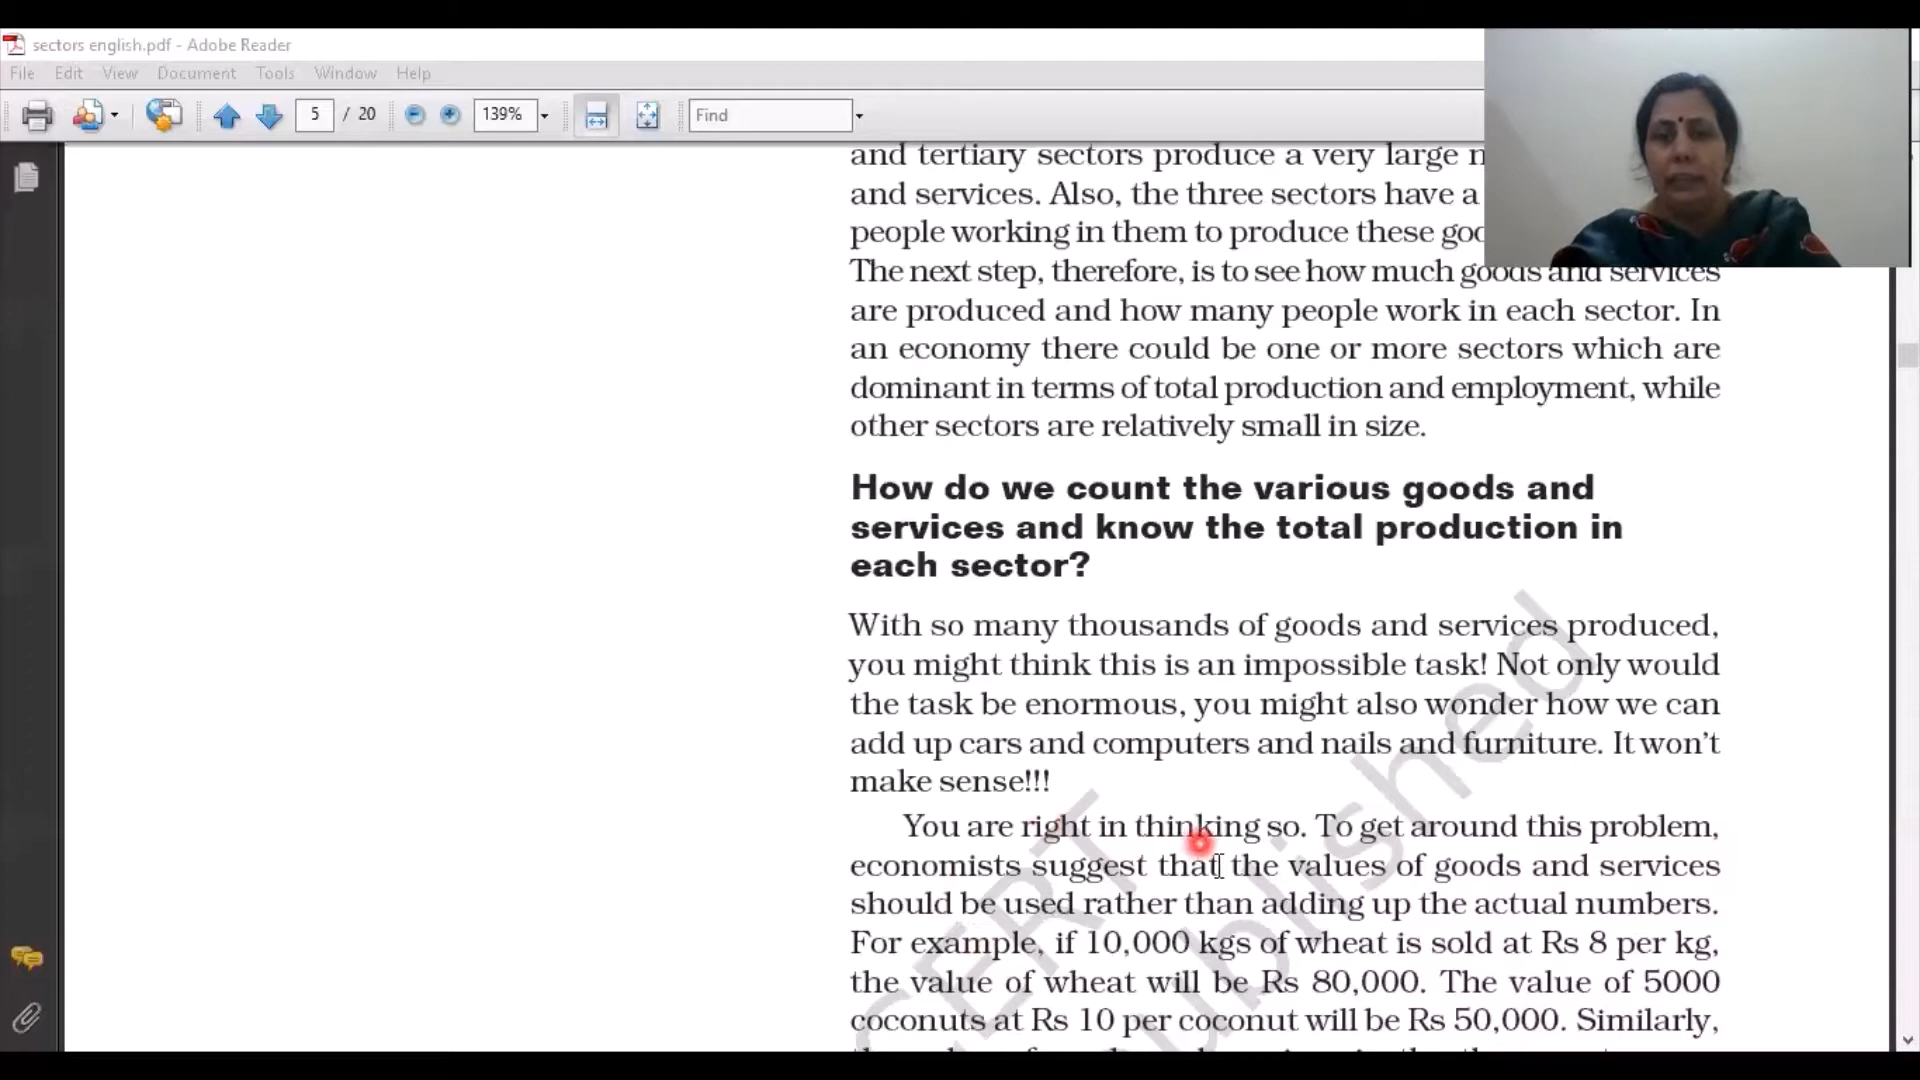 sectors english.pdf - Adobe Reader
File Edit View Document Tools Window Help
5 / 20 139% Find
and tertiary sectors produce a very large
and services. Also, the three sectors have a
people working in them to produce these
The next step, therefore, is to see how much goods and services
are produced and how many people work in each sector. In
an economy there could be one or more sectors which are
dominant in terms of total production and employment, while
other sectors are relatively small in size.
How do we count the various goods and
services and know the total production in
each sector?
With so many thousands of goods and services produced,
you might think this is an impossible task! Not only would
the task be enormous, you might also wonder how we can
add up cars and computers and nails and furniture. It won't
make sense!!!
You are right in thinking so. To get around this problem,
economists suggest that the values of goods and services
should be used rather than adding up the actual numbers.
For example, if 10,000 kgs of wheat is sold at Rs 8 per kg,
the value of wheat will be Rs 80,000. The value of 5000
coconuts at Rs 10 per coconut will be Rs 50,000. Similarly,